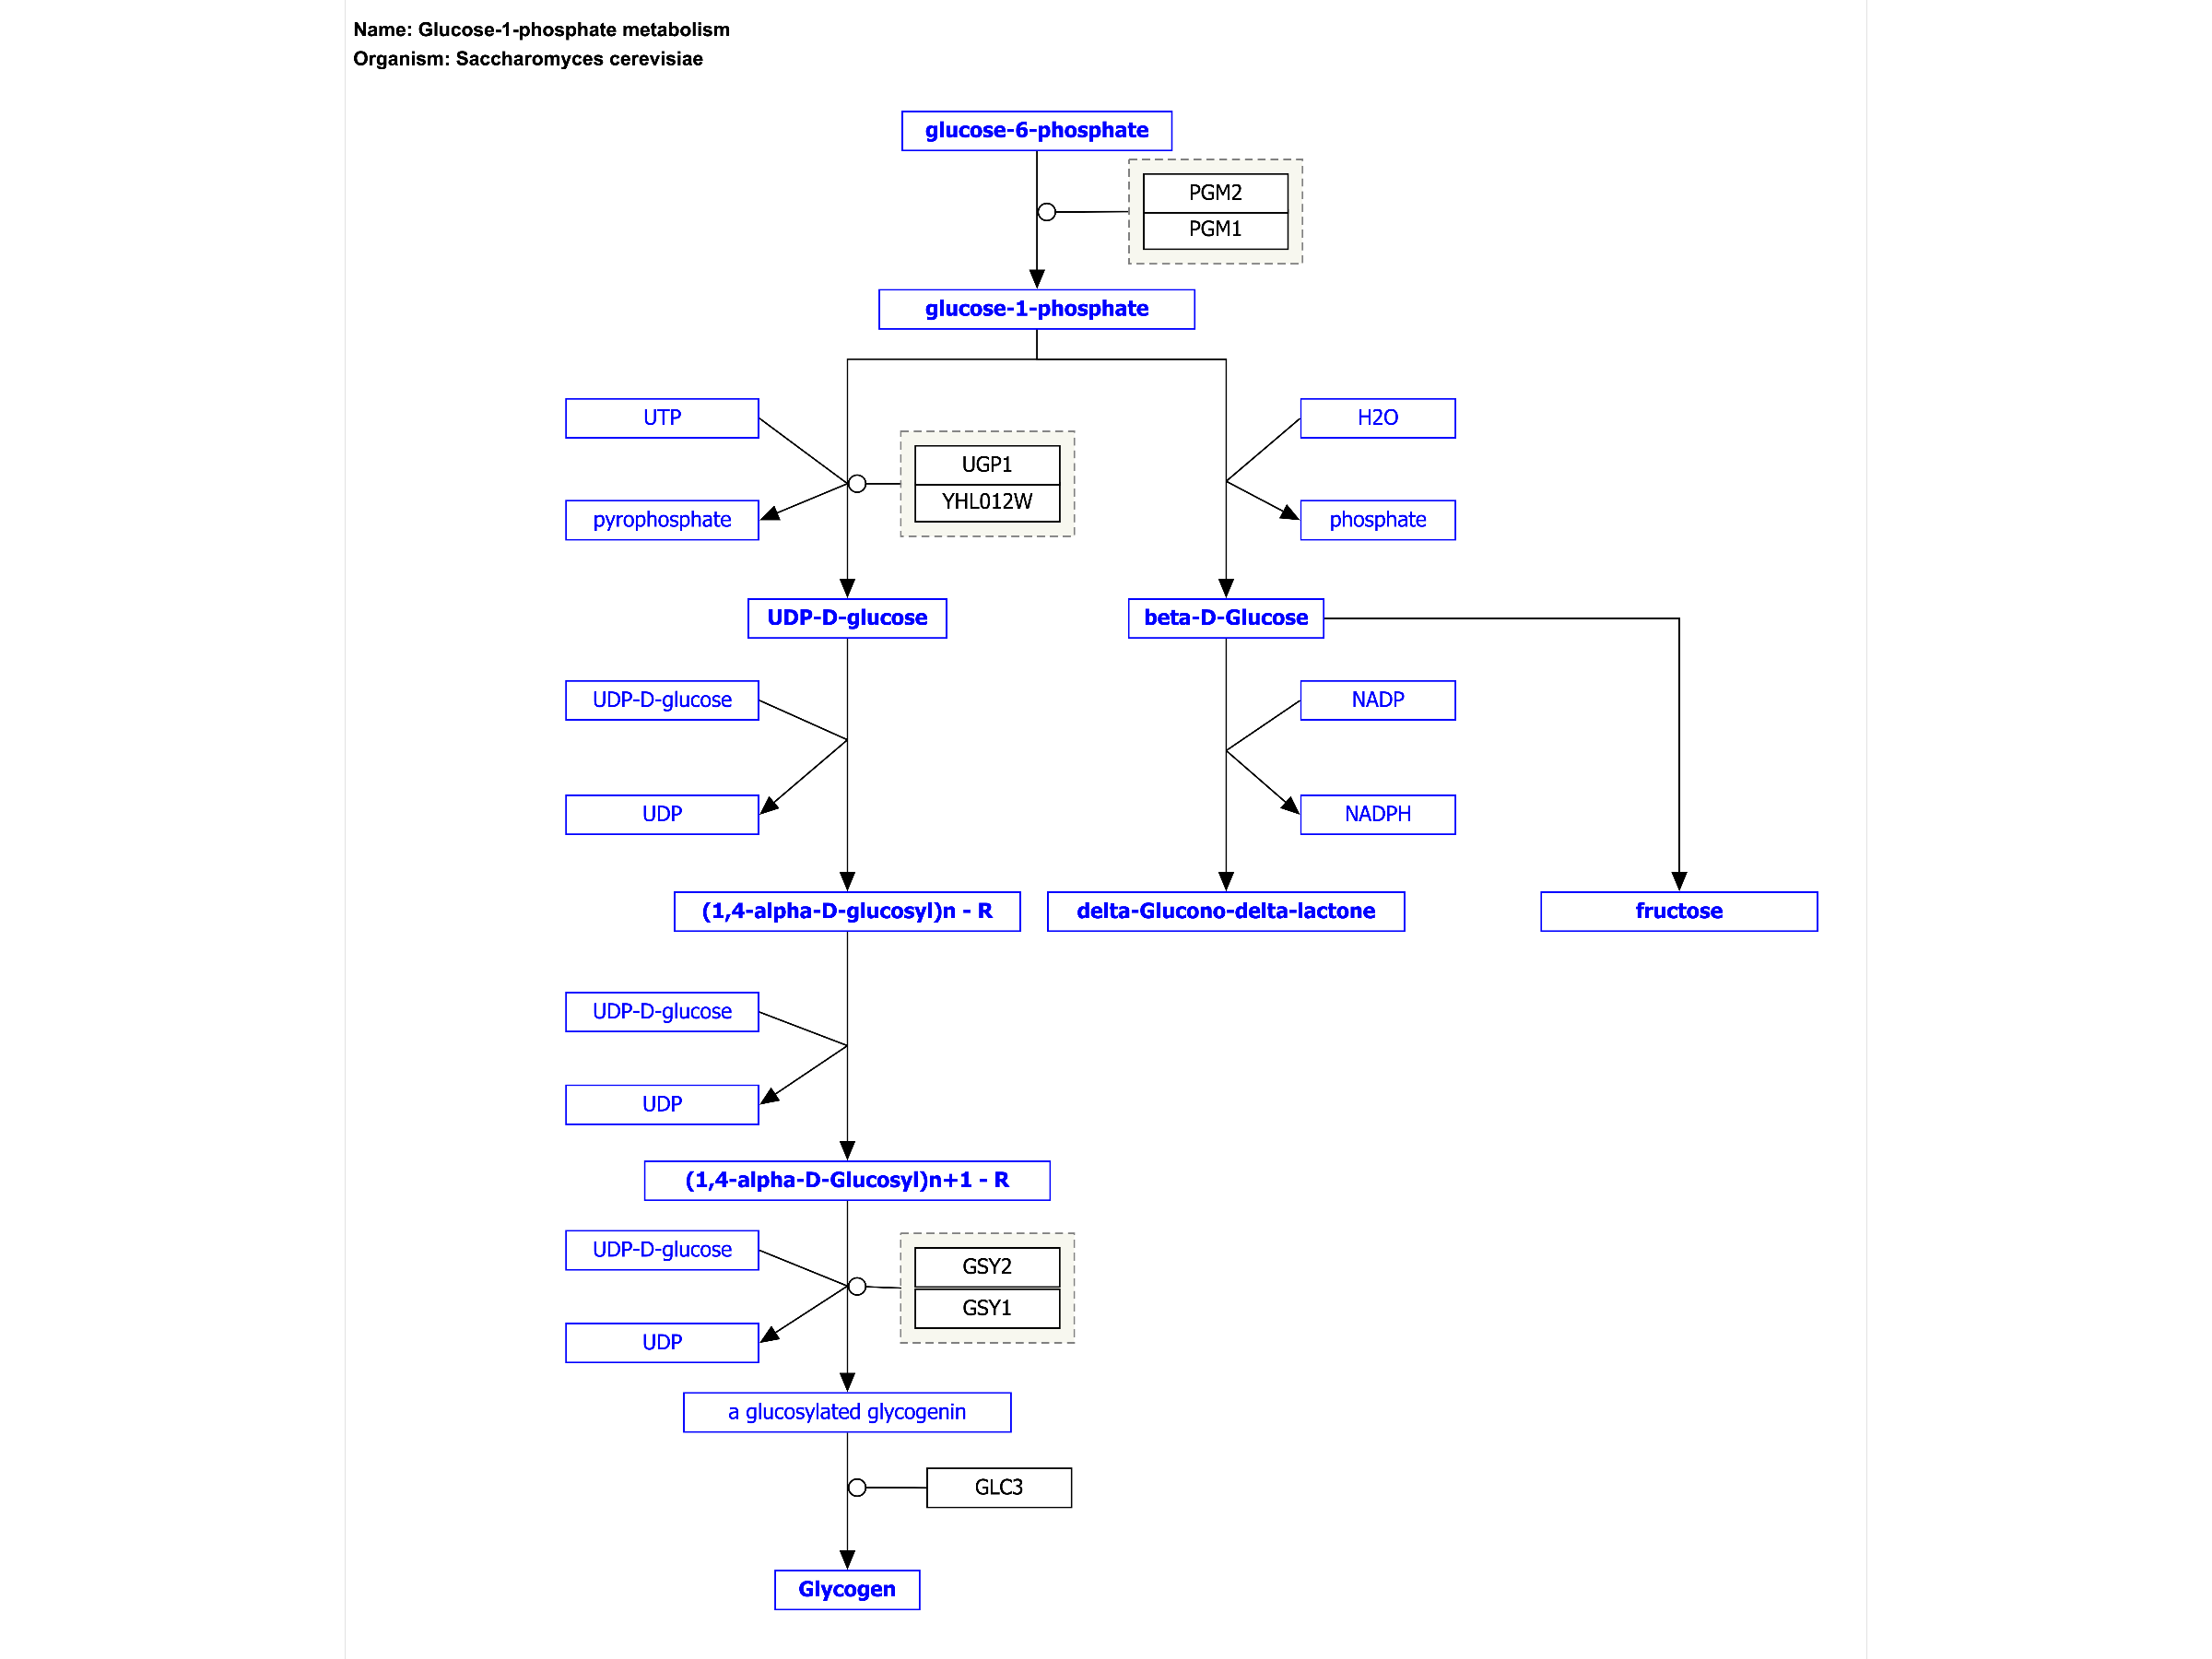 Name: Glucose-1-phosphate metabolism
Organism: Saccharomyces cerevisiae
glucose-6-phosphate
PGM2
PGM1
glucose-1-phosphate
UTP
H2O
UGP1
YHL012W
pyrophosphate
phosphate
UDP-D-glucose
beta-D-Glucose
UDP-D-glucose
NADP
UDP
NADPH
(1,4-alpha-D-glucosyl)n - R
delta-Glucono-delta-lactone
fructose
UDP-D-glucose
UDP
(1,4-alpha-D-Glucosyl)n+1 - R
UDP-D-glucose
GSY2
GSY1
UDP
a glucosylated glycogenin
GLC3
Glycogen